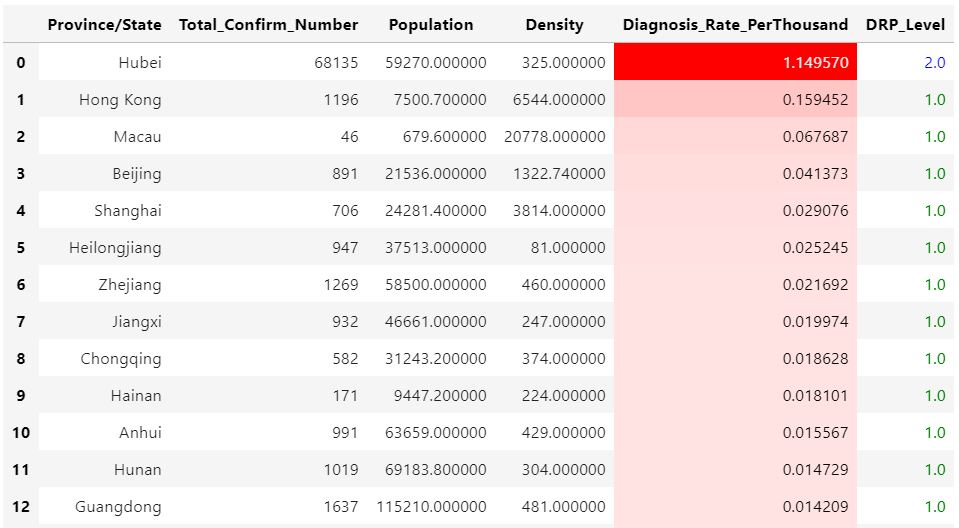 Province/State Total_Confirm_Number Population Density Diagnosis_Rate_PerThousand DRP_Level
0 Hubei 68135 59270.000000 325.000000 1.149570 2.0
1 Hong Kong 1196 7500.700000 6544.000000 0.159452 1.0
2 Macau 46 679.600000 20778.000000 0.067687 1.0
3 Beijing 891 21536.000000 1322.740000 0.041373 1.0
4 Shanghai 706 24281.400000 3814.000000 0.029076 1.0
5 Heilongjiang 947 37513.000000 81.000000 0.025245 1.0
6 Zhejiang 1269 58500.000000 460.000000 0.021692 1.0
7 Jiangxi 932 46661.000000 247.000000 0.019974 1.0
8 Chongqing 582 31243.200000 374.000000 0.018628 1.0
9 Hainan 171 9447.200000 224.000000 0.018101 1.0
10 Anhui 991 63659.000000 429.000000 0.015567 1.0
11 Hunan 1019 69183.800000 304.000000 0.014729 1.0
12 Guangdong 1637 115210.000000 481.000000 0.014209 1.0